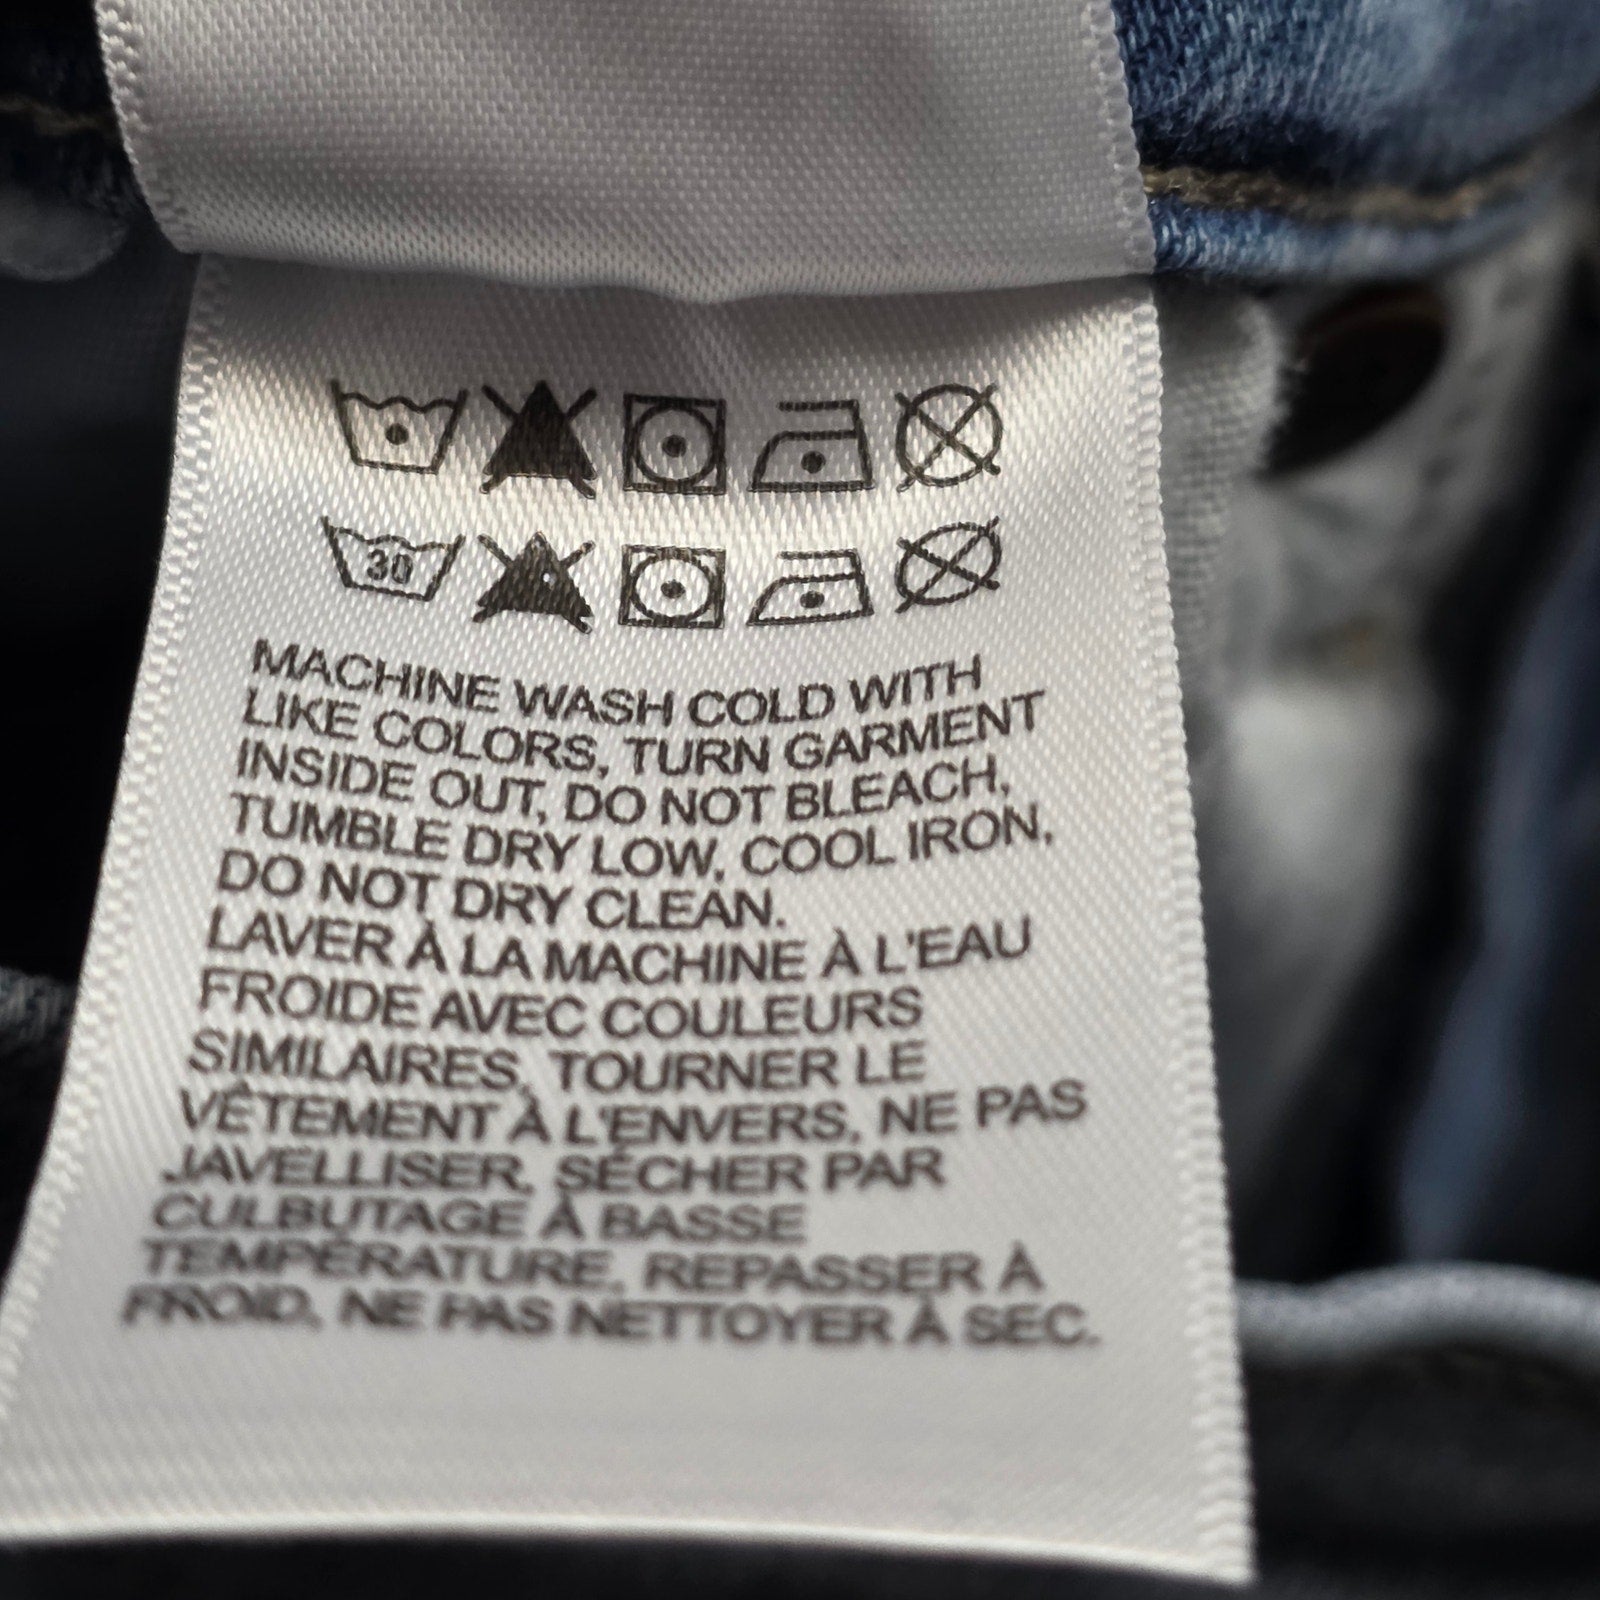 30
MACHINE WASH COLD WITH
LIKE COLORS, TURN GARMENT
INSIDE OUT, DO NOT BLEACH,
TUMBLE DRY LOW, COOL IRON,
DO NOT DRY CLEAN.
LAVER À LA MACHINE À L'EAU
FROIDE AVEC COULEURS
SIMILAIRES, TOURNER LE
VÊTEMENT À L'ENVERS, NE PAS
JAVELLISER, SÉCHER PAR
CULBUTAGE À BASSE
TEMPÉRATURE, REPASSER À
FROID, NE PAS NETTOYER À SEC.